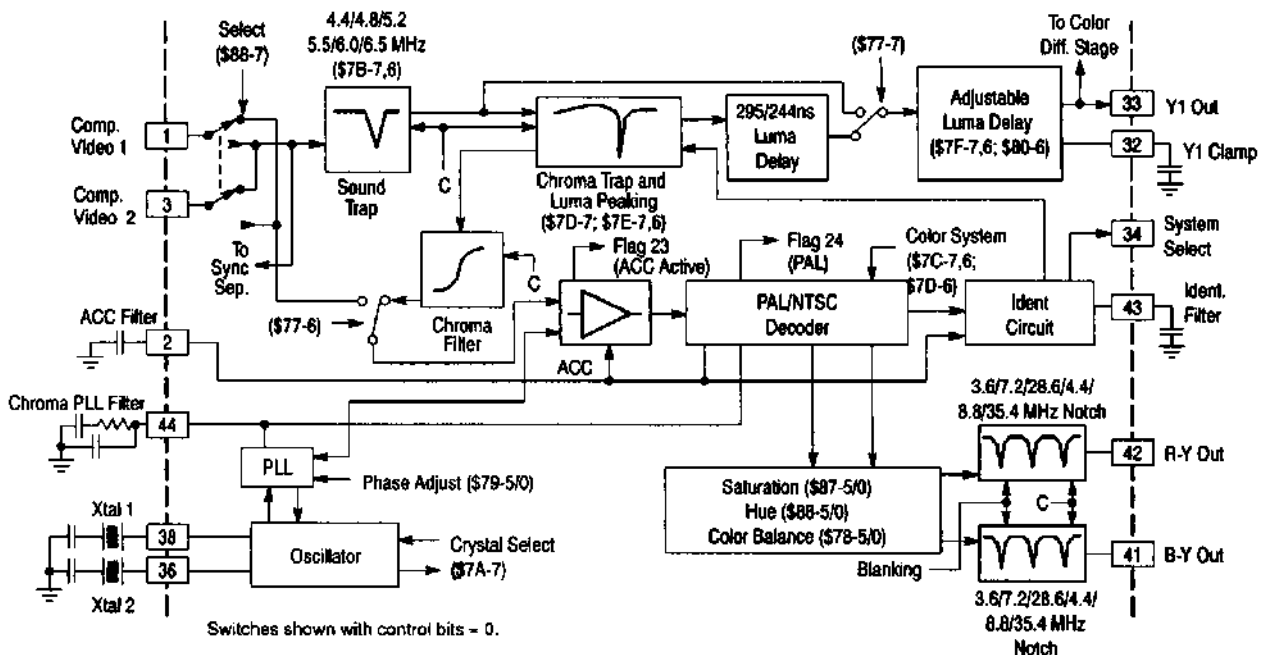 Select
($88-7)
4.4/4.8/5.2
5.5/6.0/6.5 MHz
($7B-7,6)
($77-7)
To Color
Diff. Stage
Comp.
Video 1
1
Comp.
Video 2
3
Sound
Trap
C
Chroma Trap and
Luma Peaking
($7D-7; $7E-7,6)
295/244ns
Luma
Delay
Adjustable
Luma Delay
($7F-7,6; $80-6)
33
Y1 Out
32
Y1 Clamp
To
Sync
Sep.
($77-6)
Chroma
Filter
C
Flag 23
(ACC Active)
Flag 24
(PAL)
Color System
($7C-7,6;
$7D-6)
34
System
Select
PAL/NTSC
Decoder
Ident
Circuit
43
Ident.
Filter
ACC Filter
2
ACC
Chroma PLL Filter
44
PLL
Phase Adjust ($79-5/0)
Xtal 1
38
36
Xtal 2
Oscillator
Crystal Select
($7A-7)
Saturation ($87-5/0)
Hue ($88-5/0)
Color Balance ($78-5/0)
Blanking
3.6/7.2/28.6/4.4/
8.8/35.4 MHz Notch
42
R-Y Out
C
41
B-Y Out
3.6/7.2/28.6/4.4/
8.8/35.4 MHz
Notch
Switches shown with control bits = 0.